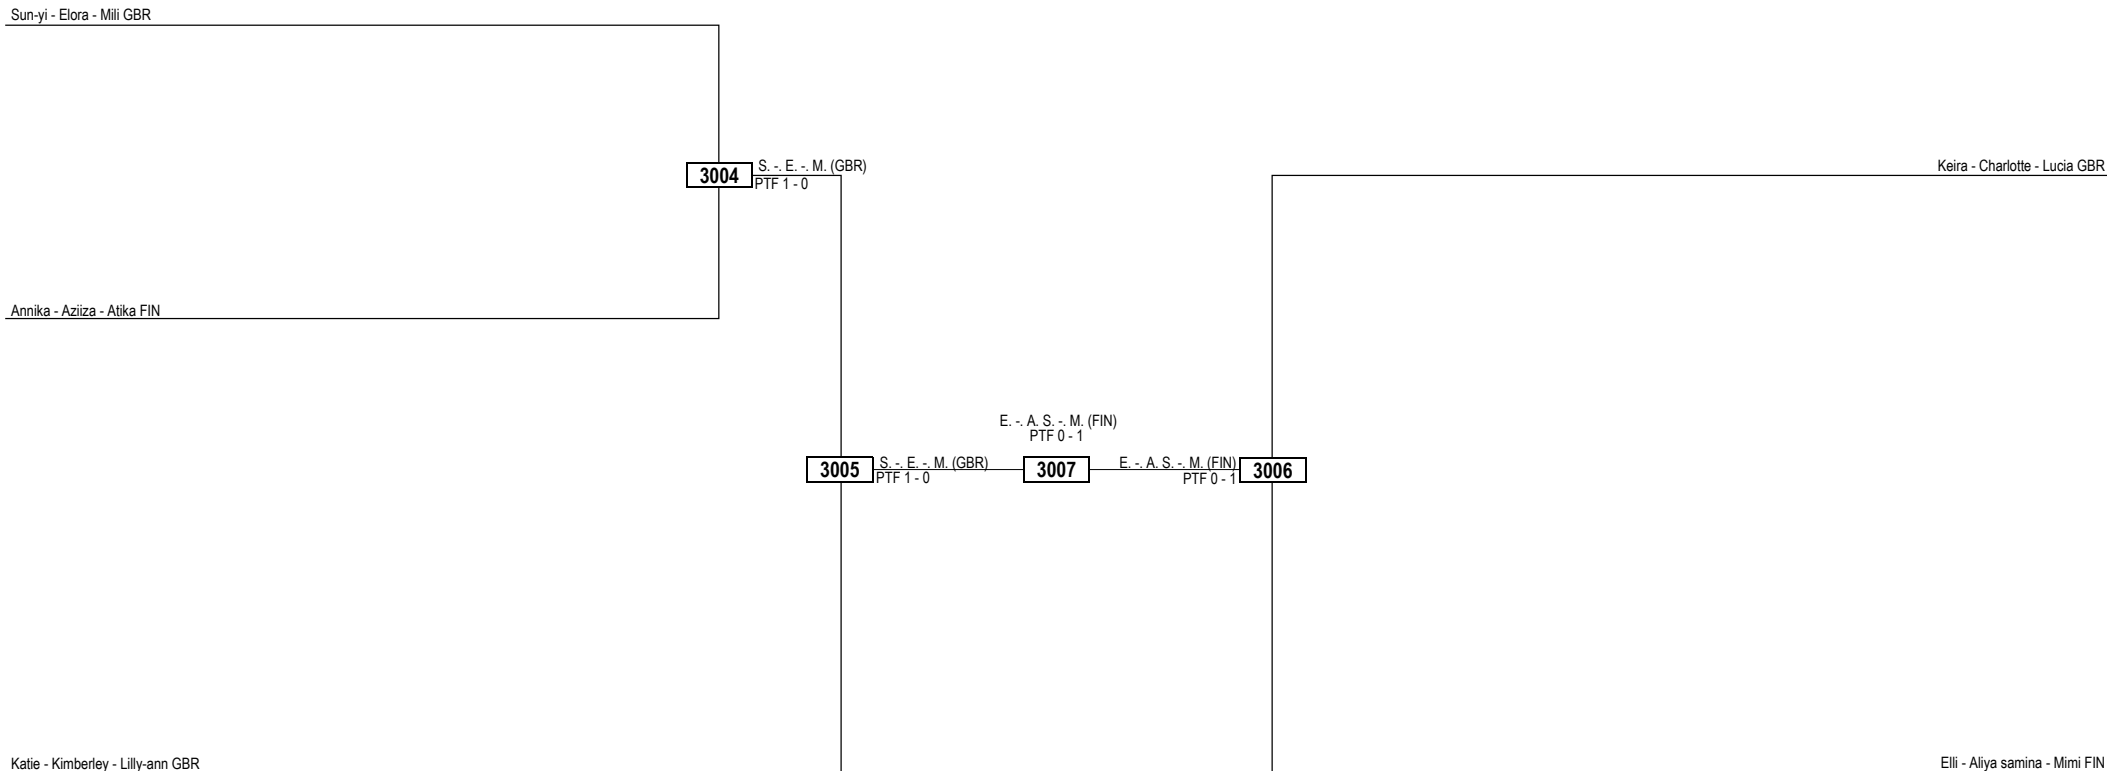 Sun-yi - Elora - Mili GBR
3004
S. -. E. -. M. (GBR)
PTF 1 - 0
Keira - Charlotte - Lucia GBR
Annika - Aziiza - Atika FIN
E. -. A. S. -. M. (FIN)
PTF 0 - 1
3005
S. -. E. -. M. (GBR)
PTF 1 - 0
3007
E. -. A. S. -. M. (FIN)
PTF 0 - 1
3006
Katie - Kimberley - Lilly-ann GBR
Elli - Aliya samina - Mimi FIN